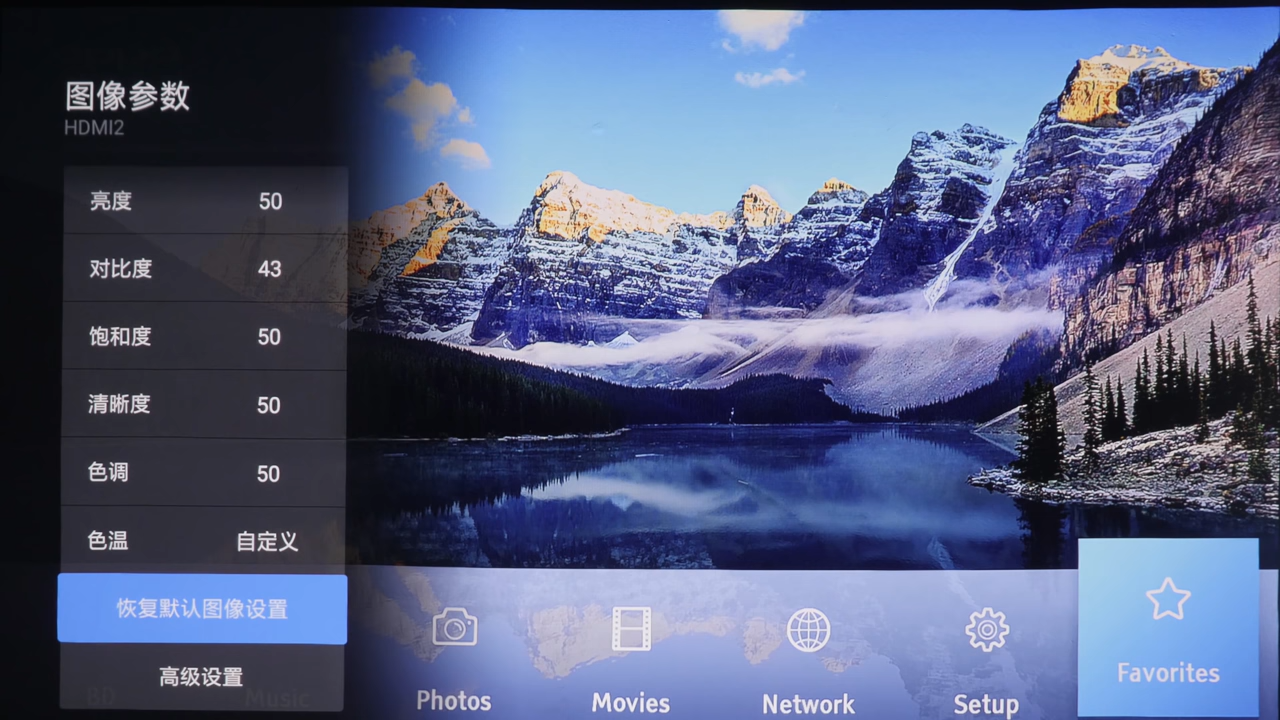 图像参数
HDMI2
亮度 50
对比度 43
饱和度 50
清晰度 50
色调 50
色温 自定义
恢复默认图像设置
高级设置
BD Music Photos Movies Network Setup Favorites